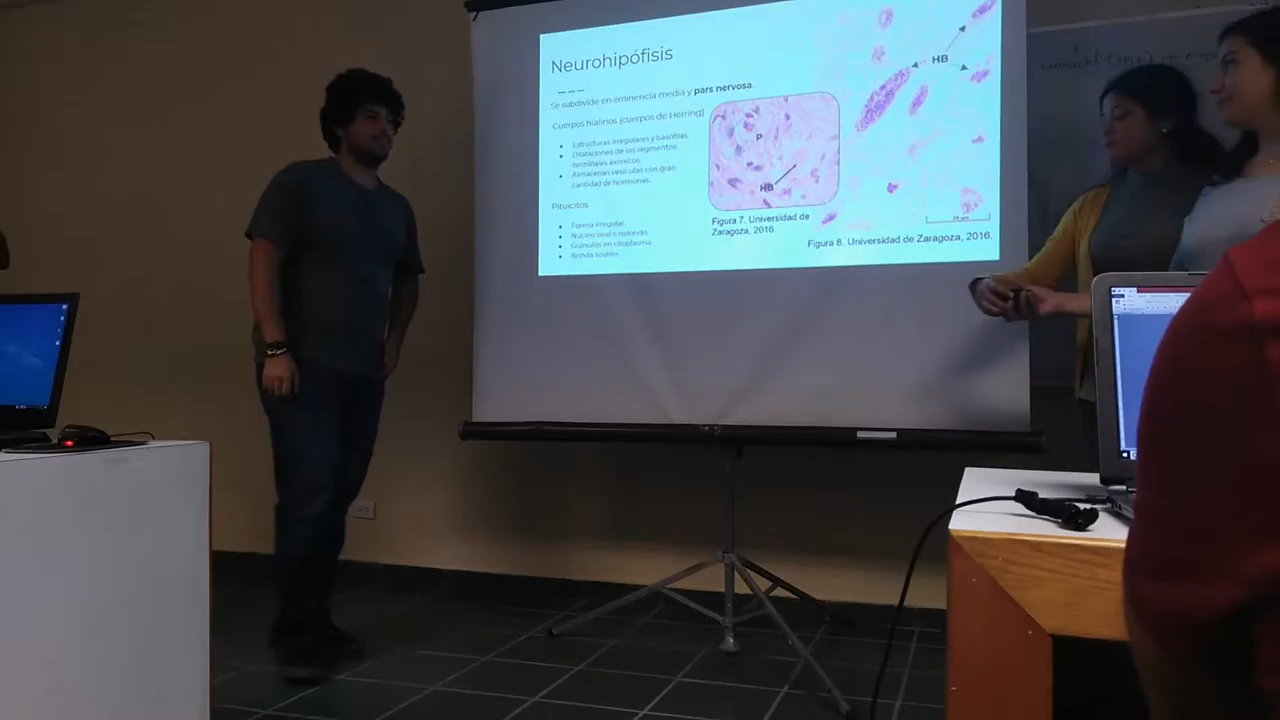 Neurohipófisis
Se subdivide en eminencia media y pars nervosa.
Cuerpos hialinos (cuerpos de Herring)
Estructuras irregulares y basófilas.
Dilataciones de los segmentos
terminales axónicos.
Almacenan vesículas con gran
cantidad de hormonas.
Pituicitos
Forma irregular.
Núcleo oval o redondo.
Gránulos en citoplasma.
Brinda sostén.
P
HB
Figura 7. Universidad de
Zaragoza, 2016.
HB
Figura 8. Universidad de Zaragoza, 2016.